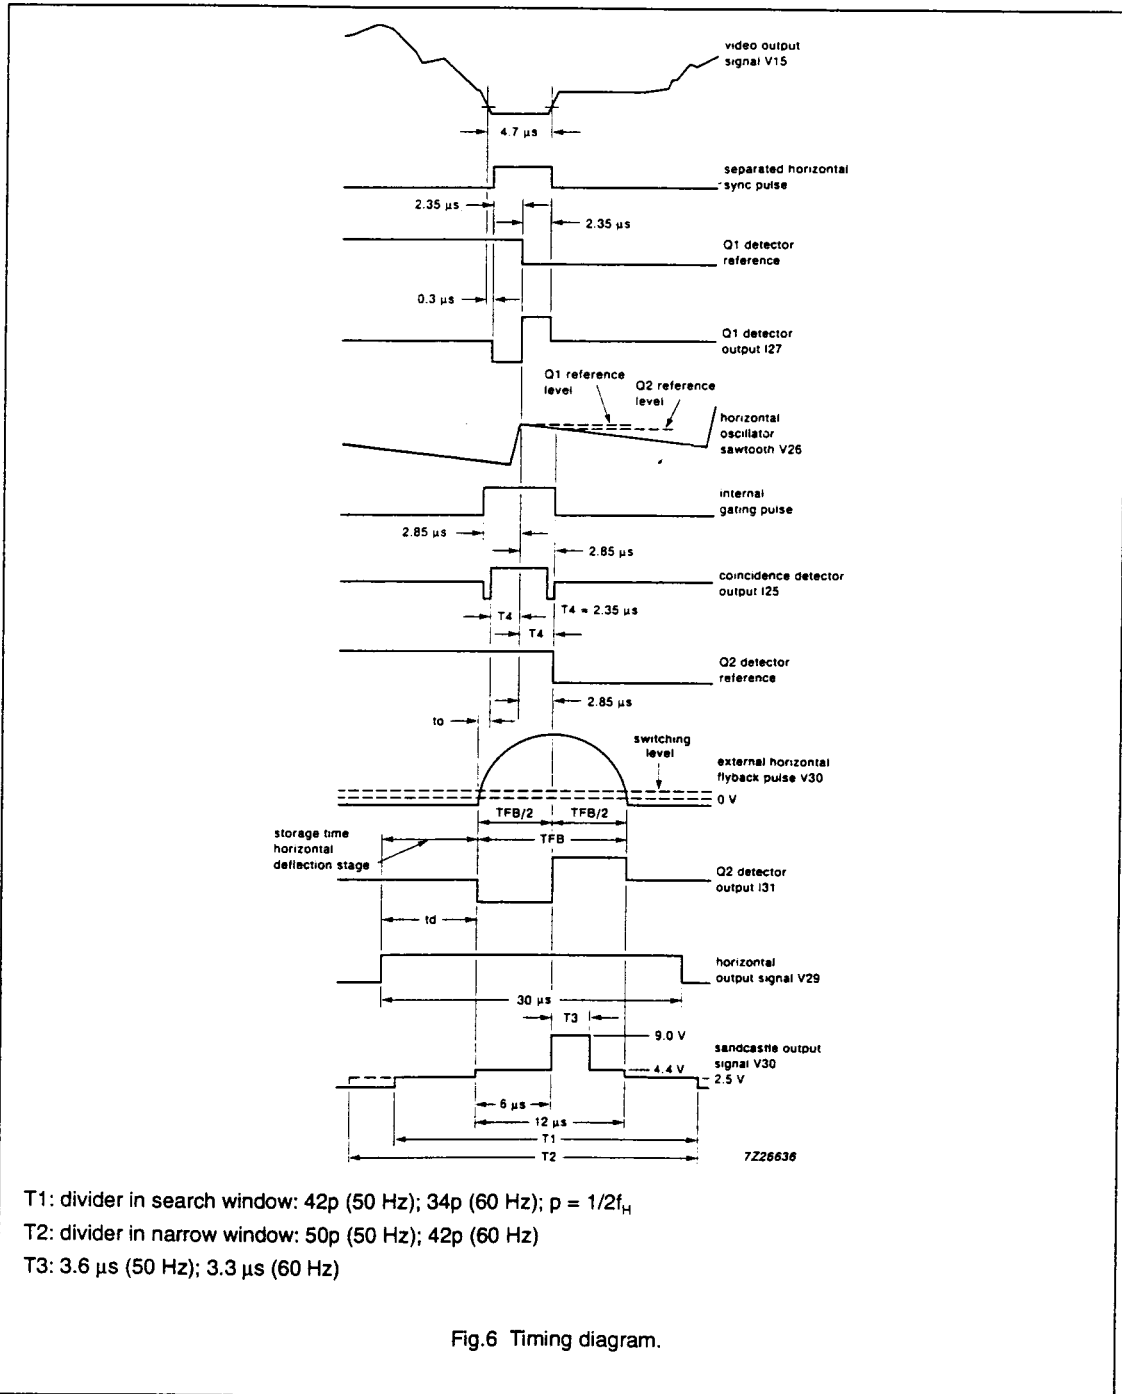 video output
signal V15
4.7 µs
separated horizontal
sync pulse
2.35 µs
2.35 µs
Q1 detector
reference
0.3 µs
Q1 detector
output I27
Q1 reference
level
Q2 reference
level
horizontal
oscillator
sawtooth V26
internal
gating pulse
2.85 µs
2.85 µs
coincidence detector
output I25
T4
T4 = 2.35 µs
T4
Q2 detector
reference
2.85 µs
to
switching
level
external horizontal
flyback pulse V30
0 V
TFB/2
TFB/2
storage time
horizontal
deflection stage
TFB
Q2 detector
output I31
td
horizontal
output signal V29
30 µs
T3
9.0 V
sandcastle output
signal V30
4.4 V
2.5 V
6 µs
12 µs
T1
T2
7Z26636
T1: divider in search window: 42p (50 Hz); 34p (60 Hz); p = 1/2f_H
T2: divider in narrow window: 50p (50 Hz); 42p (60 Hz)
T3: 3.6 µs (50 Hz); 3.3 µs (60 Hz)
Fig.6 Timing diagram.